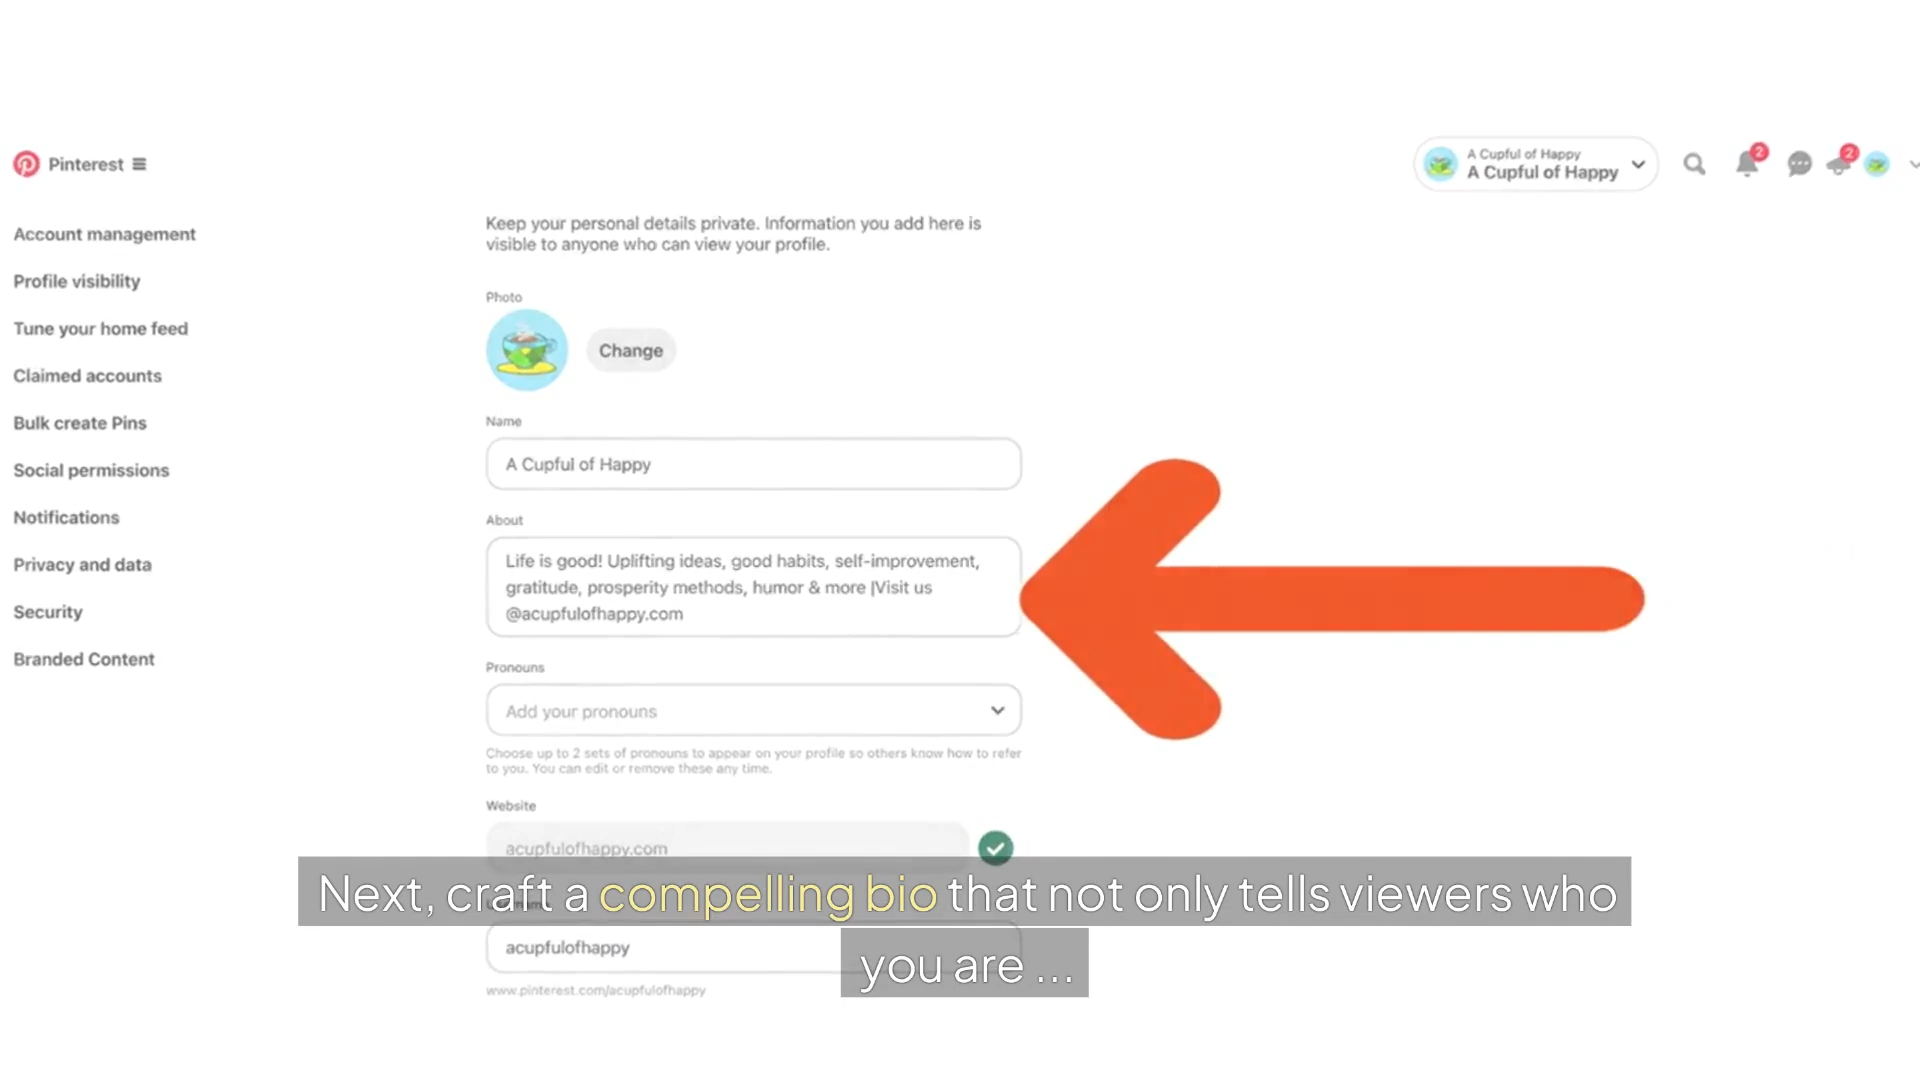 Pinterest
A Cupful of Happy
A Cupful of Happy
2
2
Account management
Profile visibility
Tune your home feed
Claimed accounts
Bulk create Pins
Social permissions
Notifications
Privacy and data
Security
Branded Content
Keep your personal details private. Information you add here is
visible to anyone who can view your profile.
Photo
Change
Name
A Cupful of Happy
About
Life is good! Uplifting ideas, good habits, self-improvement,
gratitude, prosperity methods, humor & more |Visit us
@acupfulofhappy.com
Pronouns
Add your pronouns
Choose up to 2 sets of pronouns to appear on your profile so others know how to refer
to you. You can edit or remove these any time.
Website
acupfulofhappy.com
Next, craft a compelling bio that not only tells viewers who
you are ...
acupfulofhappy
www.pinterest.com/acupfulofhappy